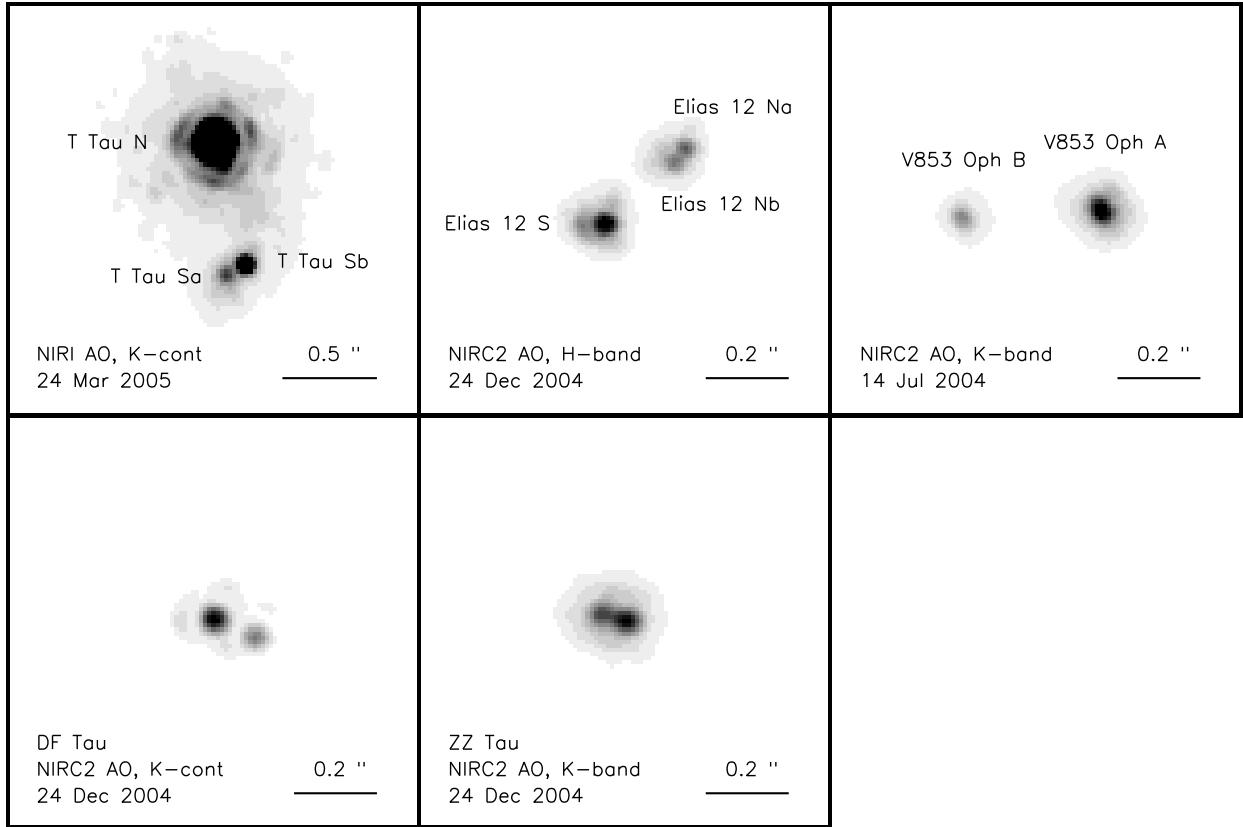 T Tau N
T Tau Sa
T Tau Sb
NIRI AO, K-cont
24 Mar 2005
0.5 "
Elias 12 Na
Elias 12 Nb
Elias 12 S
NIRC2 AO, H-band
24 Dec 2004
0.2 "
V853 Oph A
V853 Oph B
NIRC2 AO, K-band
14 Jul 2004
0.2 "
DF Tau
NIRC2 AO, K-cont
24 Dec 2004
0.2 "
ZZ Tau
NIRC2 AO, K-band
24 Dec 2004
0.2 "